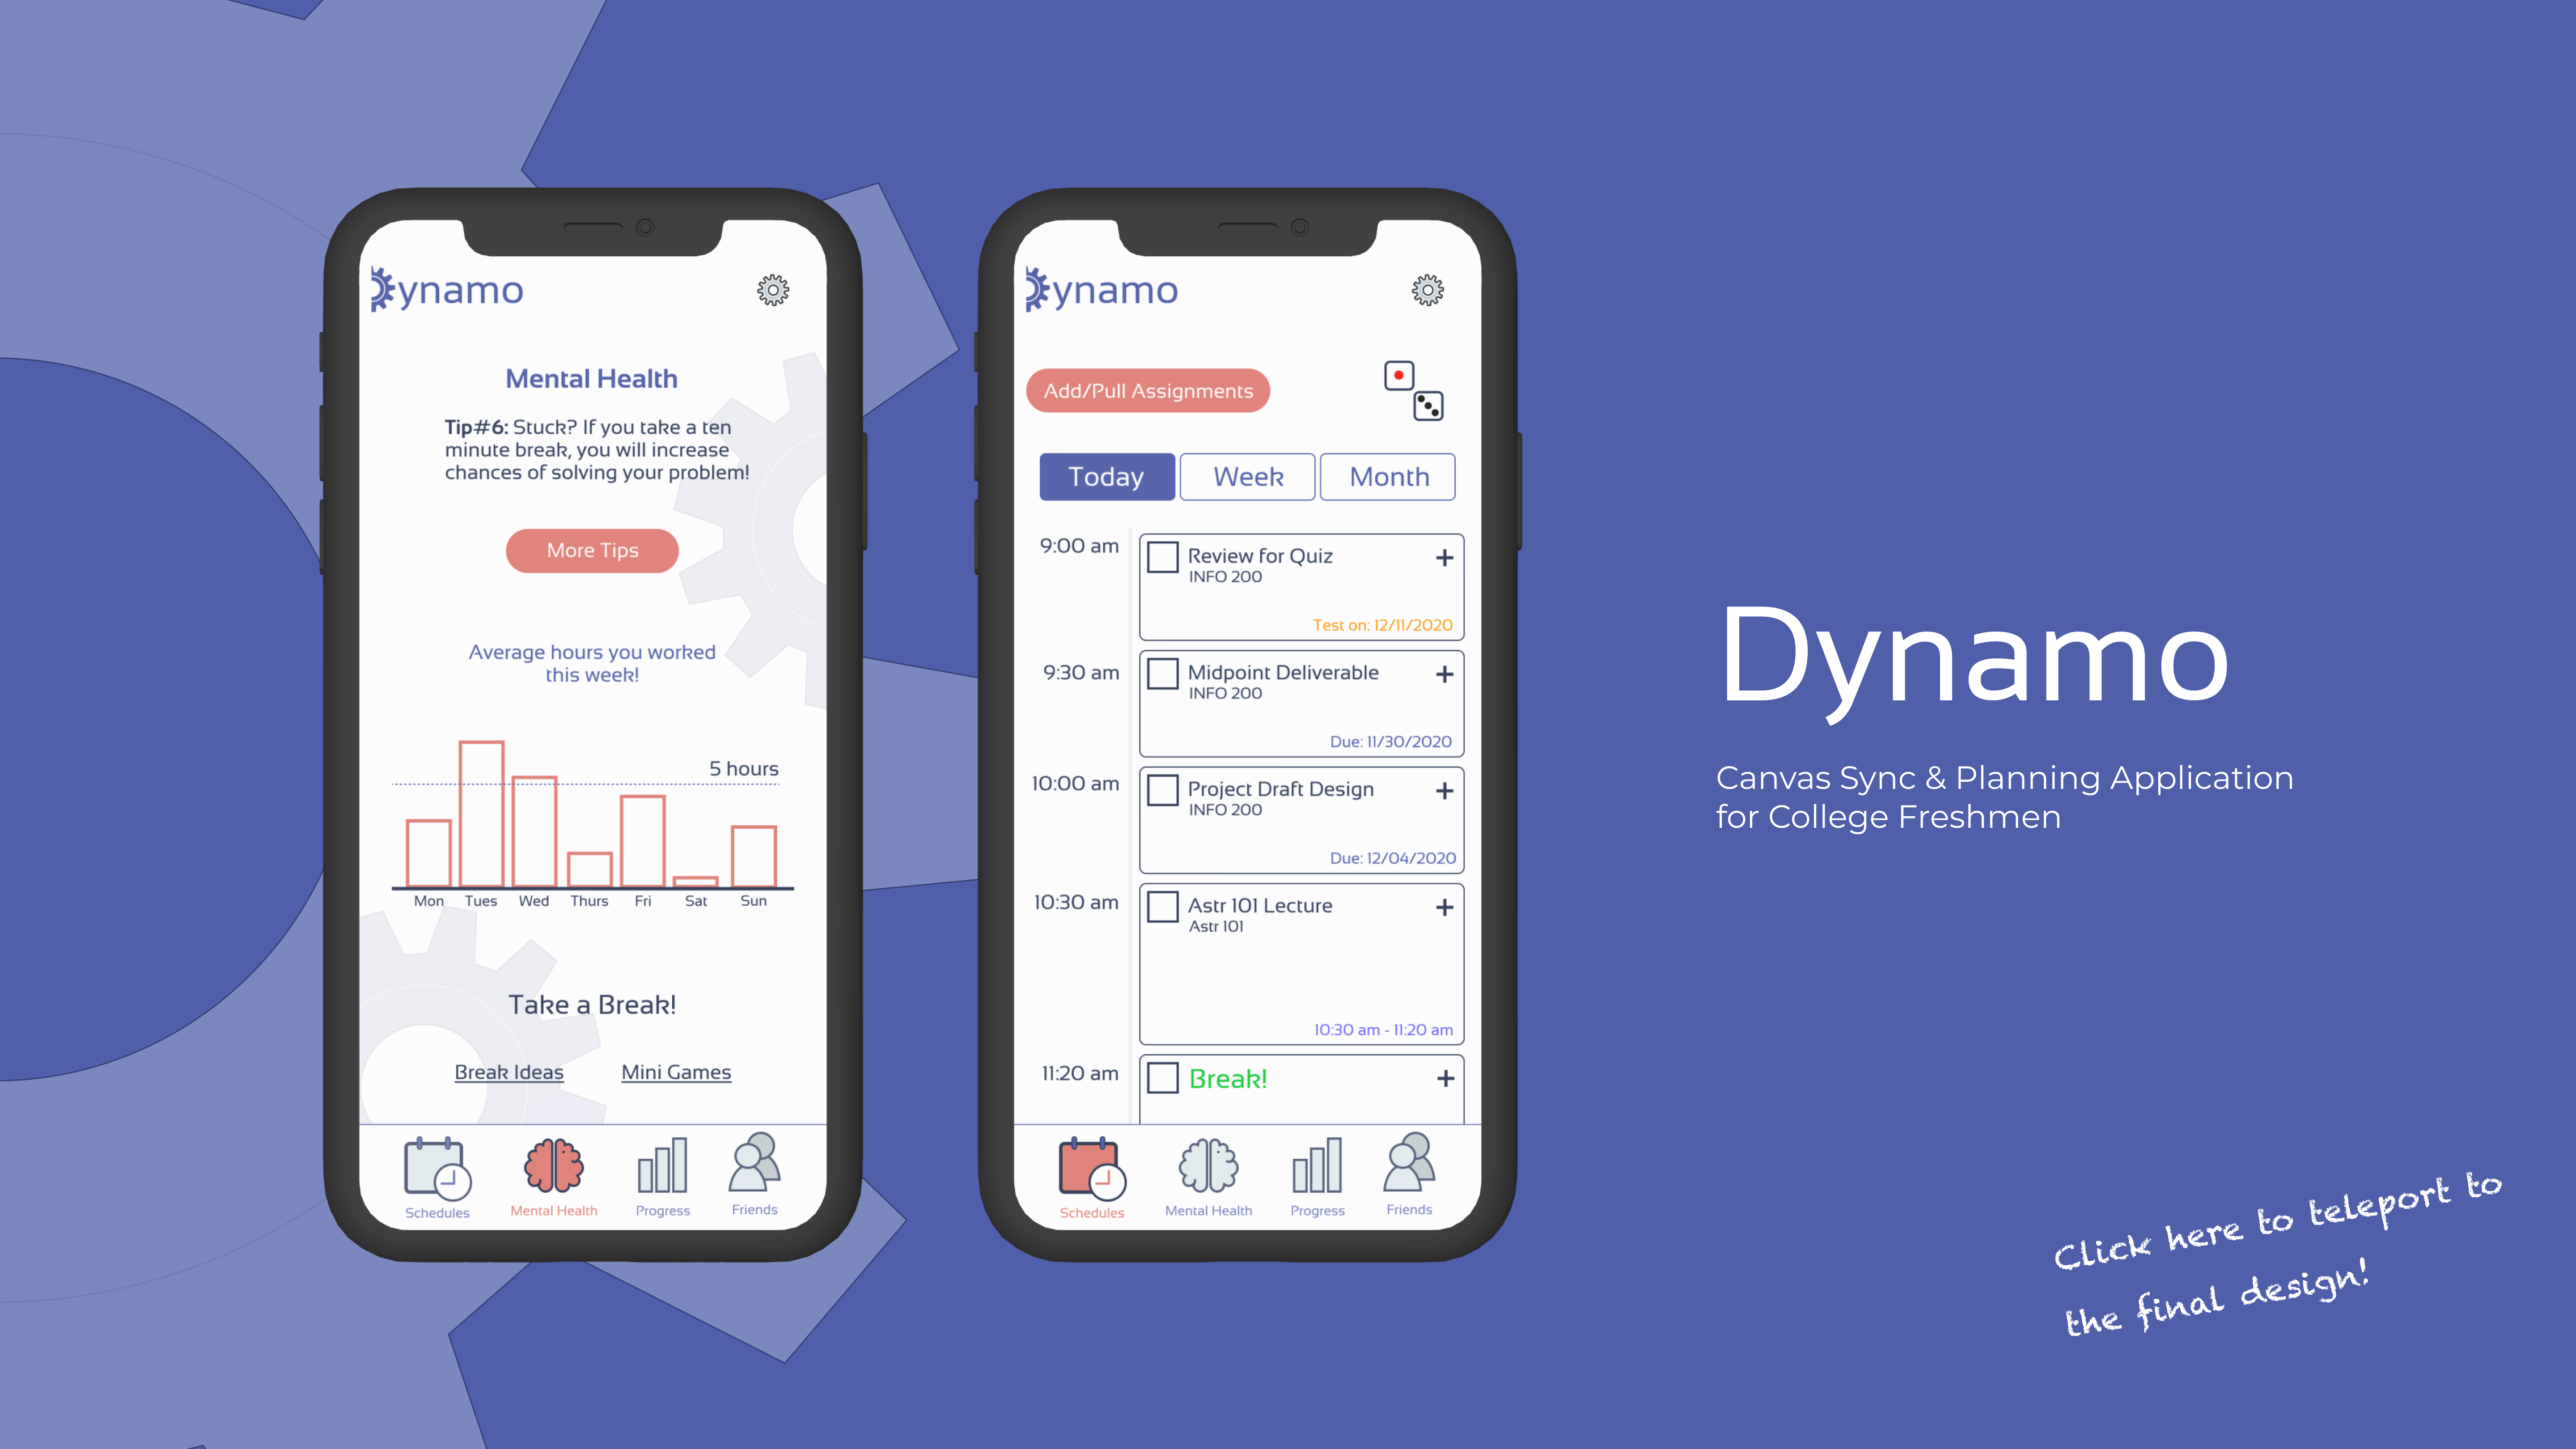 Dynamo
Mental Health
Tip#6: Stuck? If you take a ten
minute break, you will increase
chances of solving your problem!
More Tips
Average hours you worked
this week!
5 hours
Mon Tues Wed Thurs Fri Sat Sun
Take a Break!
Break Ideas Mini Games
Schedules Mental Health Progress Friends
Dynamo
Add/Pull Assignments
Today Week Month
9:00 am
Review for Quiz
INFO 200
Test on: 12/11/2020
9:30 am
Midpoint Deliverable
INFO 200
Due: 11/30/2020
10:00 am
Project Draft Design
INFO 200
Due: 12/04/2020
10:30 am
Astr 101 Lecture
Astr 101
10:30 am - 11:20 am
11:20 am
Break!
Schedules Mental Health Progress Friends
Dynamo
Canvas Sync & Planning Application
for College Freshmen
Click here to teleport to
the final design!